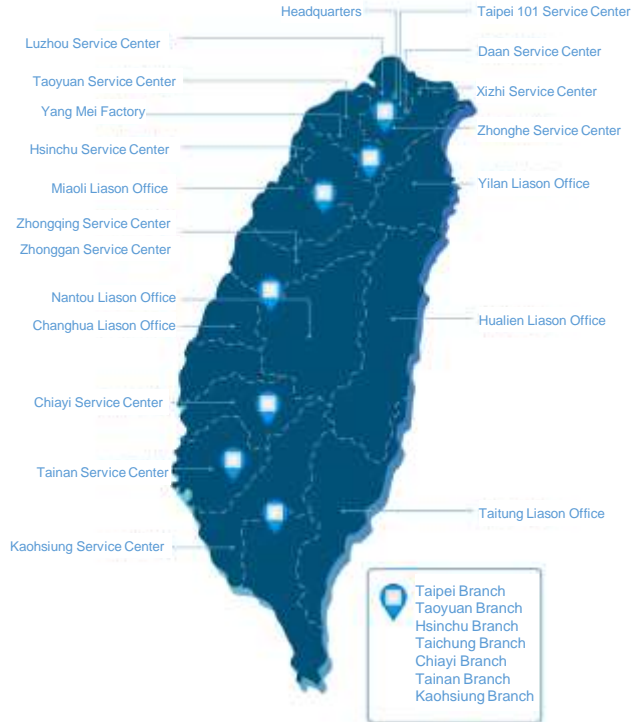 Headquarters
Taipei 101 Service Center
Luzhou Service Center
Daan Service Center
Taoyuan Service Center
Xizhi Service Center
Yang Mei Factory
Zhonghe Service Center
Hsinchu Service Center
Miaoli Liason Office
Yilan Liason Office
Zhongqing Service Center
Zhonggan Service Center
Nantou Liason Office
Changhua Liason Office
Hualien Liason Office
Chiayi Service Center
Tainan Service Center
Taitung Liason Office
Kaohsiung Service Center
Taipei Branch
Taoyuan Branch
Hsinchu Branch
Taichung Branch
Chiayi Branch
Tainan Branch
Kaohsiung Branch